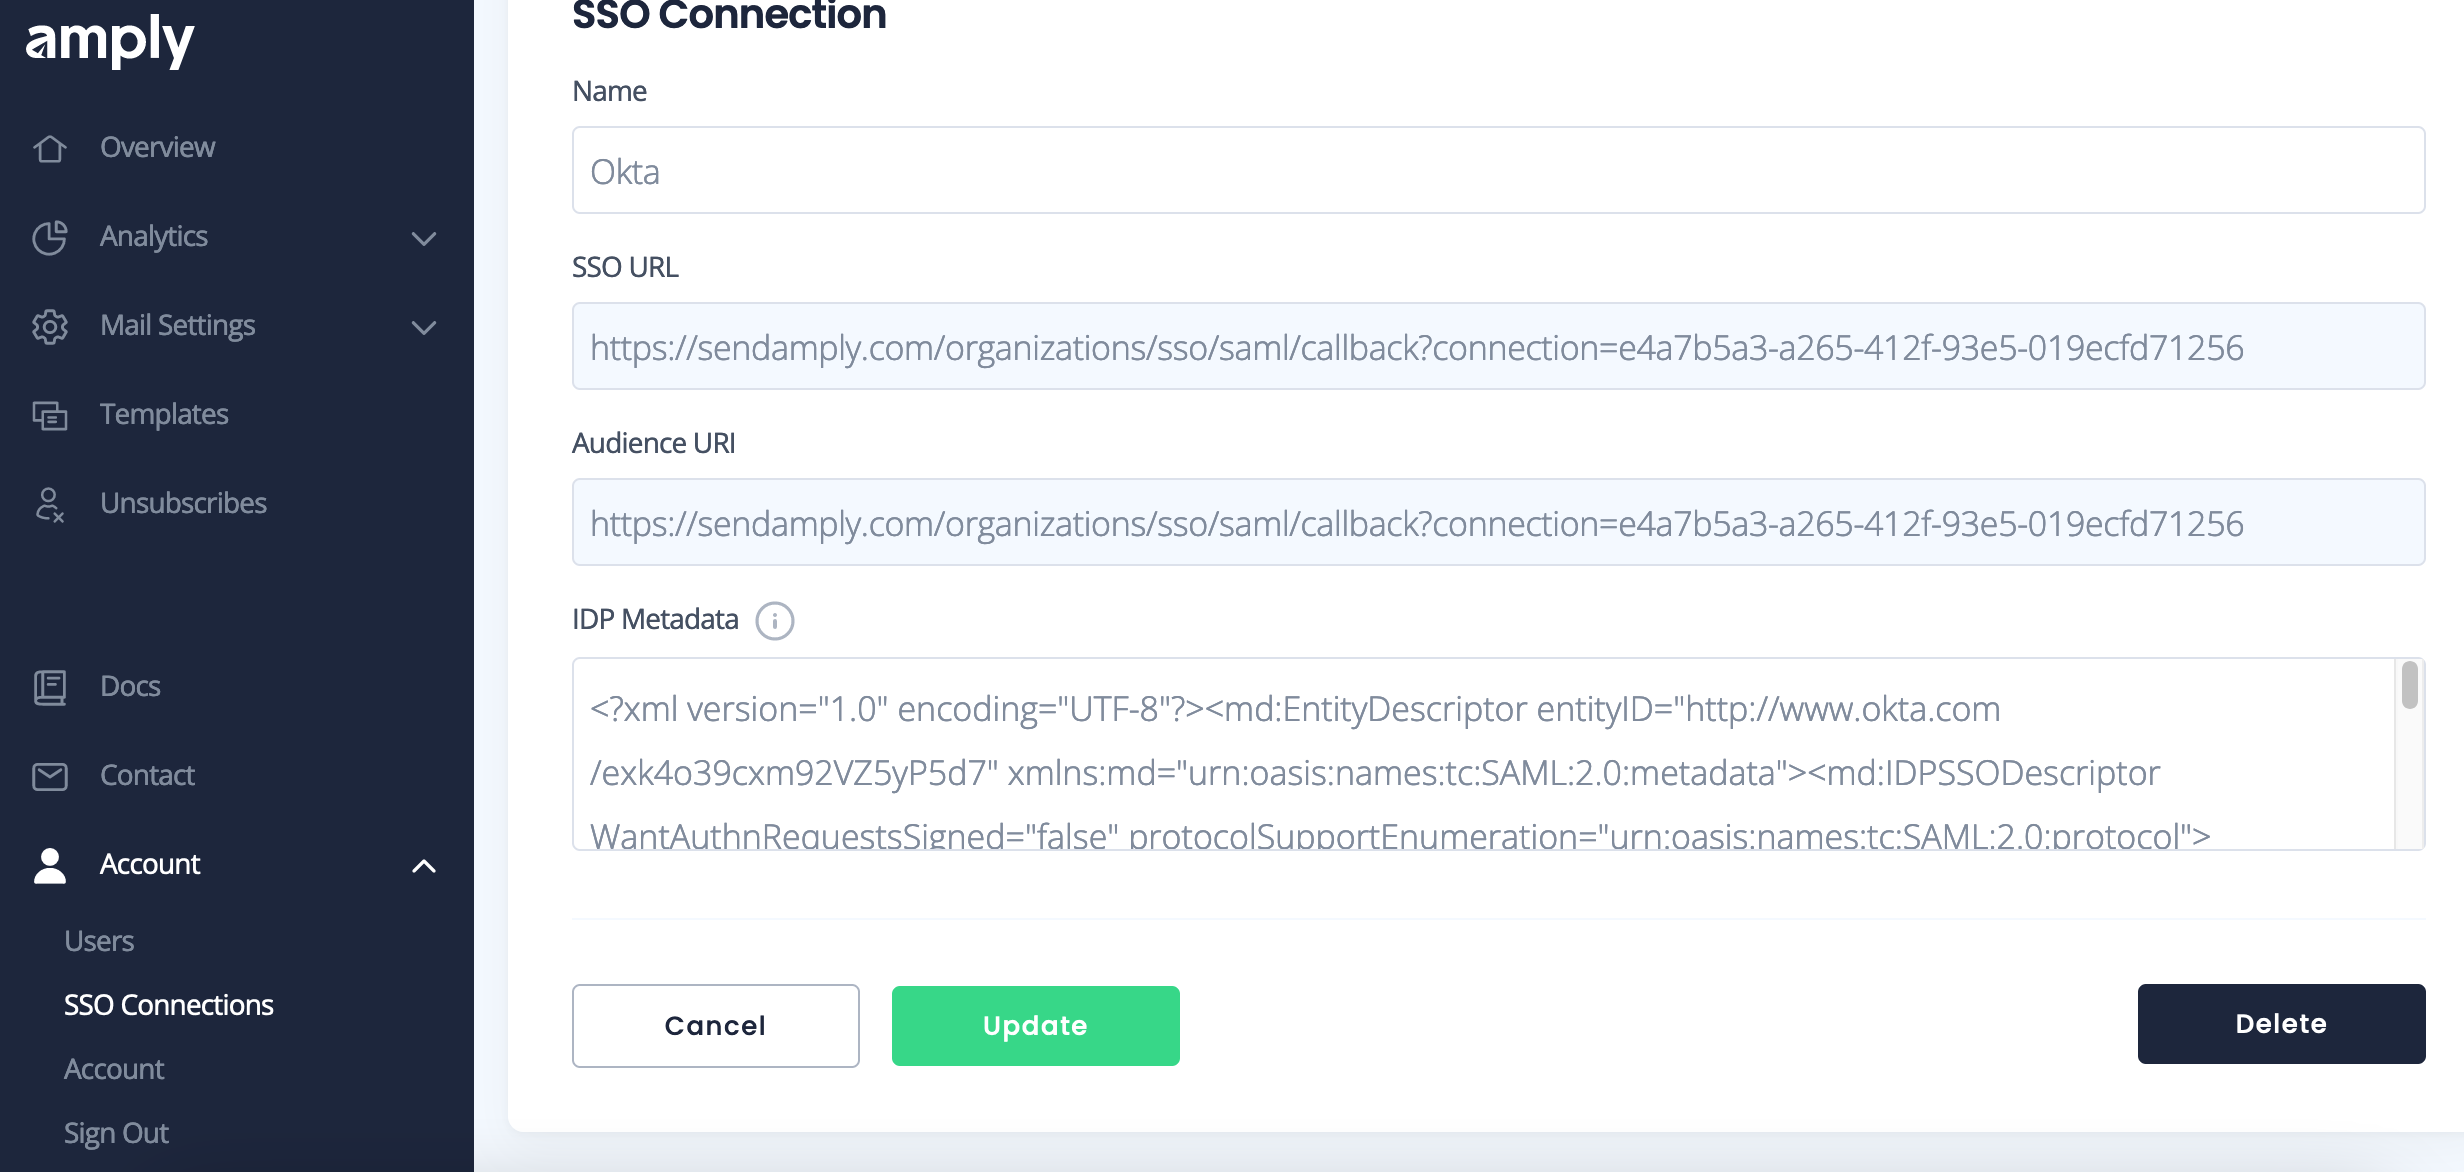 amply
Overview
Analytics
Mail Settings
Templates
Unsubscribes
Docs
Contact
Account
Users
SSO Connections
Account
Sign Out
SSO Connection
Name
Okta
SSO URL
https://sendamply.com/organizations/sso/saml/callback?connection=e4a7b5a3-a265-412f-93e5-019ecfd71256
Audience URI
https://sendamply.com/organizations/sso/saml/callback?connection=e4a7b5a3-a265-412f-93e5-019ecfd71256
IDP Metadata
<?xml version="1.0" encoding="UTF-8"?><md:EntityDescriptor entityID="http://www.okta.com
/exk4o39cxm92VZ5yP5d7" xmlns:md="urn:oasis:names:tc:SAML:2.0:metadata"><md:IDPSSODescriptor
WantAuthnRequestsSigned="false" protocolSupportEnumeration="urn:oasis:names:tc:SAML:2.0:protocol">
Cancel
Update
Delete